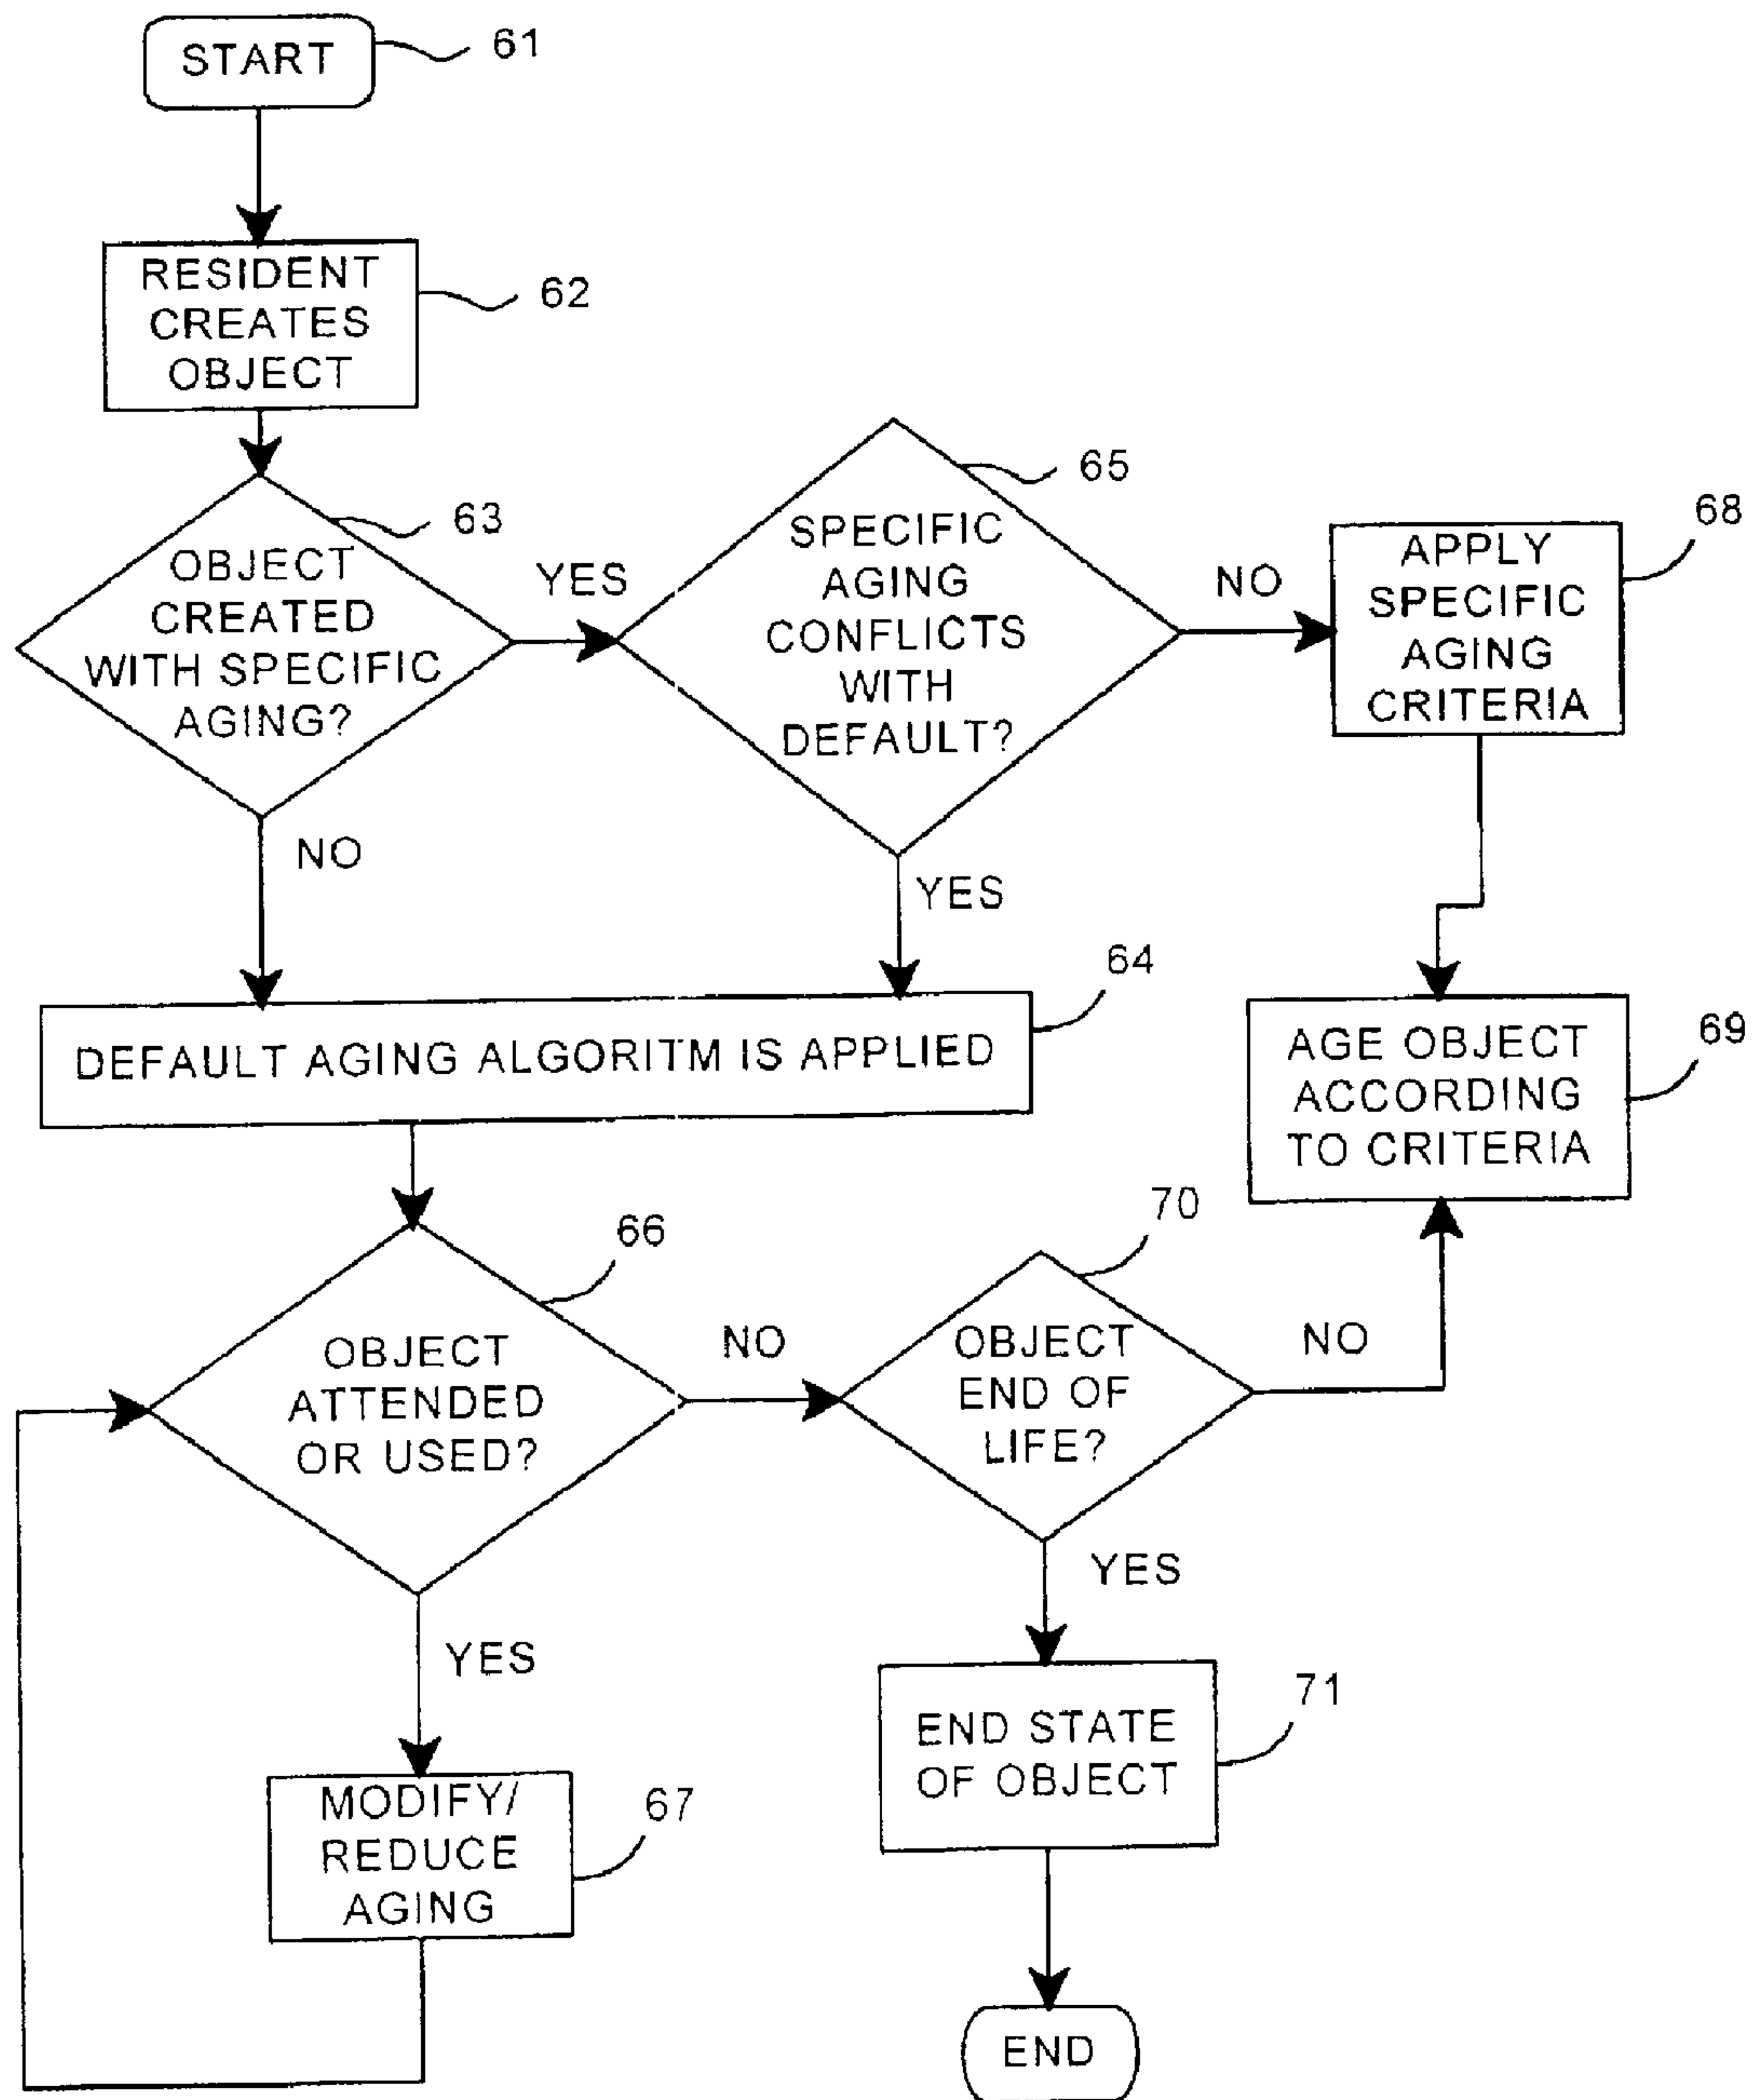 START
61
RESIDENT
CREATES
OBJECT
62
OBJECT
CREATED
WITH SPECIFIC
AGING?
63
YES
NO
SPECIFIC
AGING
CONFLICTS
WITH
DEFAULT?
65
NO
YES
APPLY
SPECIFIC
AGING
CRITERIA
68
DEFAULT AGING ALGORITM IS APPLIED
64
AGE OBJECT
ACCORDING
TO CRITERIA
69
OBJECT
ATTENDED
OR USED?
66
NO
YES
OBJECT
END OF
LIFE?
70
NO
YES
MODIFY/
REDUCE
AGING
67
END STATE
OF OBJECT
71
END